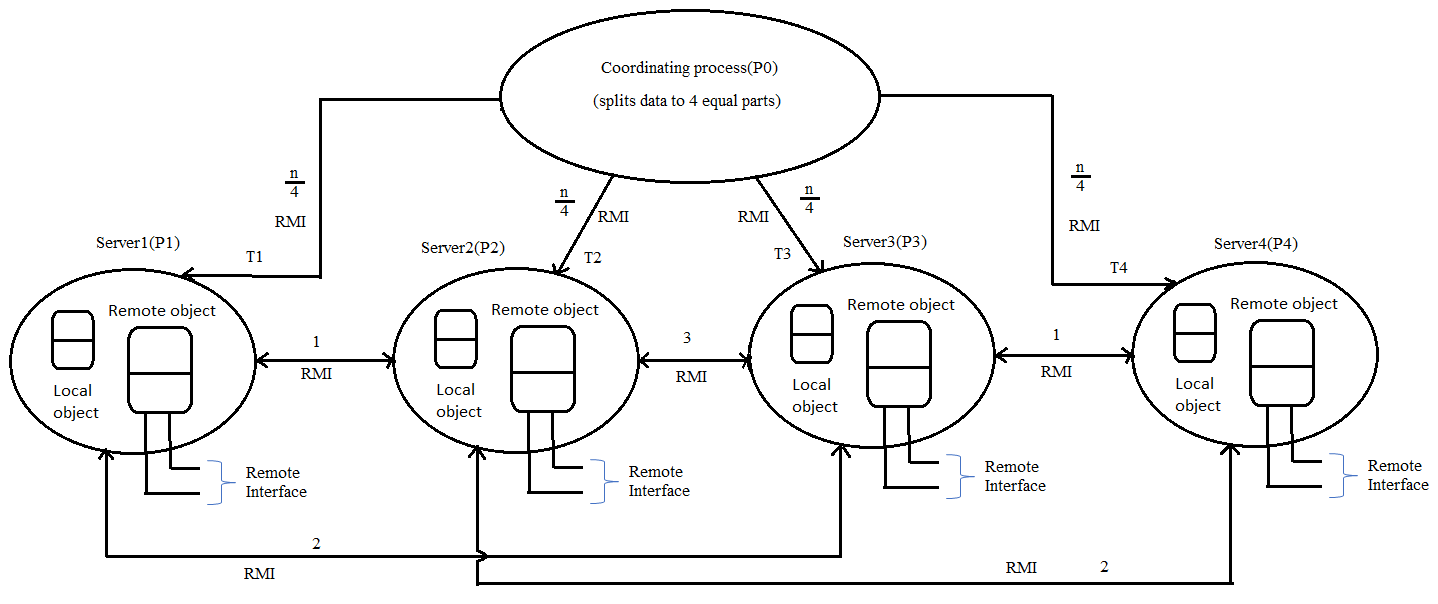 Coordinating process(P0)
(splits data to 4 equal parts)
n
4
RMI
n
4
RMI
n
4
RMI
n
4
RMI
Server1(P1)
T1
Server2(P2)
T2
Server3(P3)
T3
Server4(P4)
T4
Remote object
Local
object
Remote object
Local
object
Remote object
Local
object
Remote object
Local
object
1
RMI
3
RMI
1
RMI
Remote
Interface
Remote
Interface
Remote
Interface
Remote
Interface
2
RMI
RMI 2